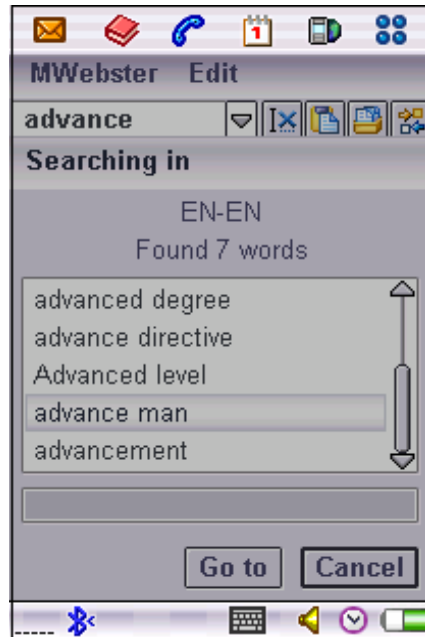 1
MWebster Edit
advance
Searching in
EN-EN
Found 7 words
advanced degree
advance directive
Advanced level
advance man
advancement
Go to Cancel